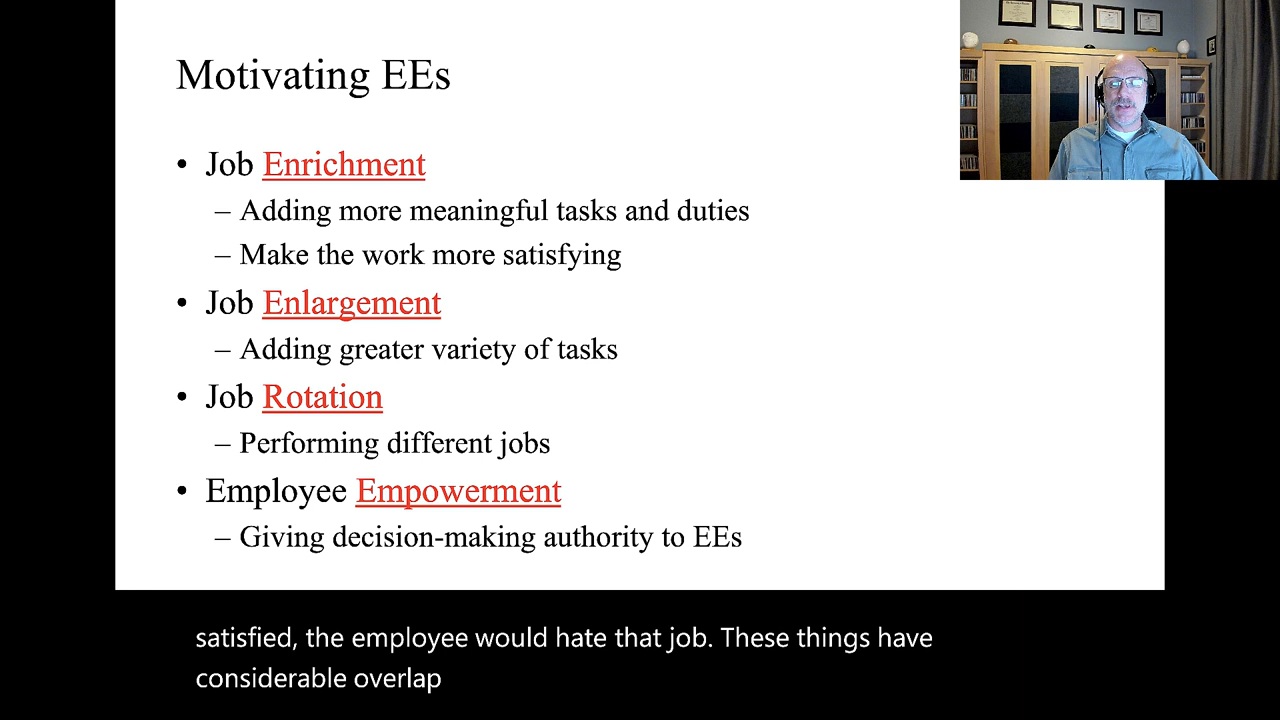 Motivating EEs
• Job Enrichment
– Adding more meaningful tasks and duties
– Make the work more satisfying
• Job Enlargement
– Adding greater variety of tasks
• Job Rotation
– Performing different jobs
• Employee Empowerment
– Giving decision-making authority to EEs
satisfied, the employee would hate that job. These things have
considerable overlap